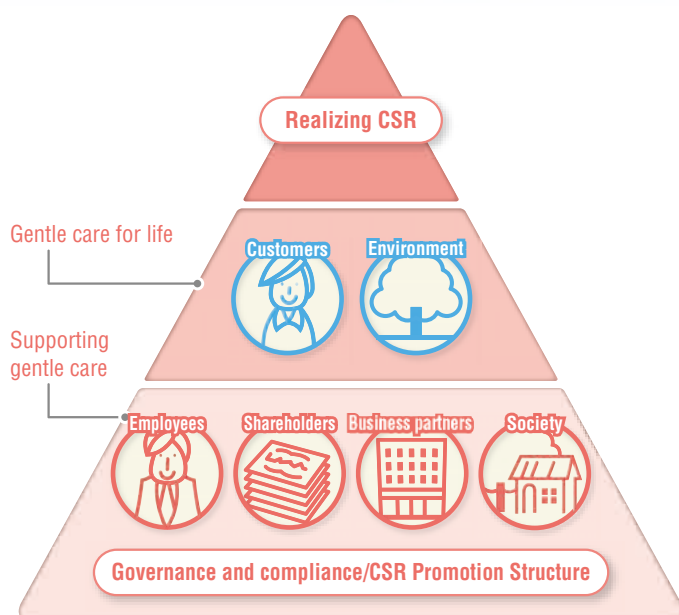 Realizing CSR
Gentle care for life
Customers
Environment
Supporting
gentle care
Employees
Shareholders
Business partners
Society
Governance and compliance/CSR Promotion Structure